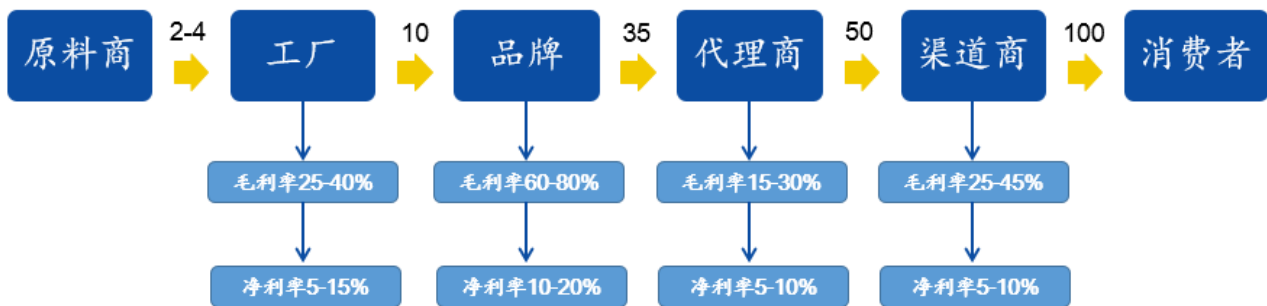 原料商
2-4
工厂
10
品牌
35
代理商
50
渠道商
100
消费者
毛利率25-40%
毛利率60-80%
毛利率15-30%
毛利率25-45%
净利率5-15%
净利率10-20%
净利率5-10%
净利率5-10%